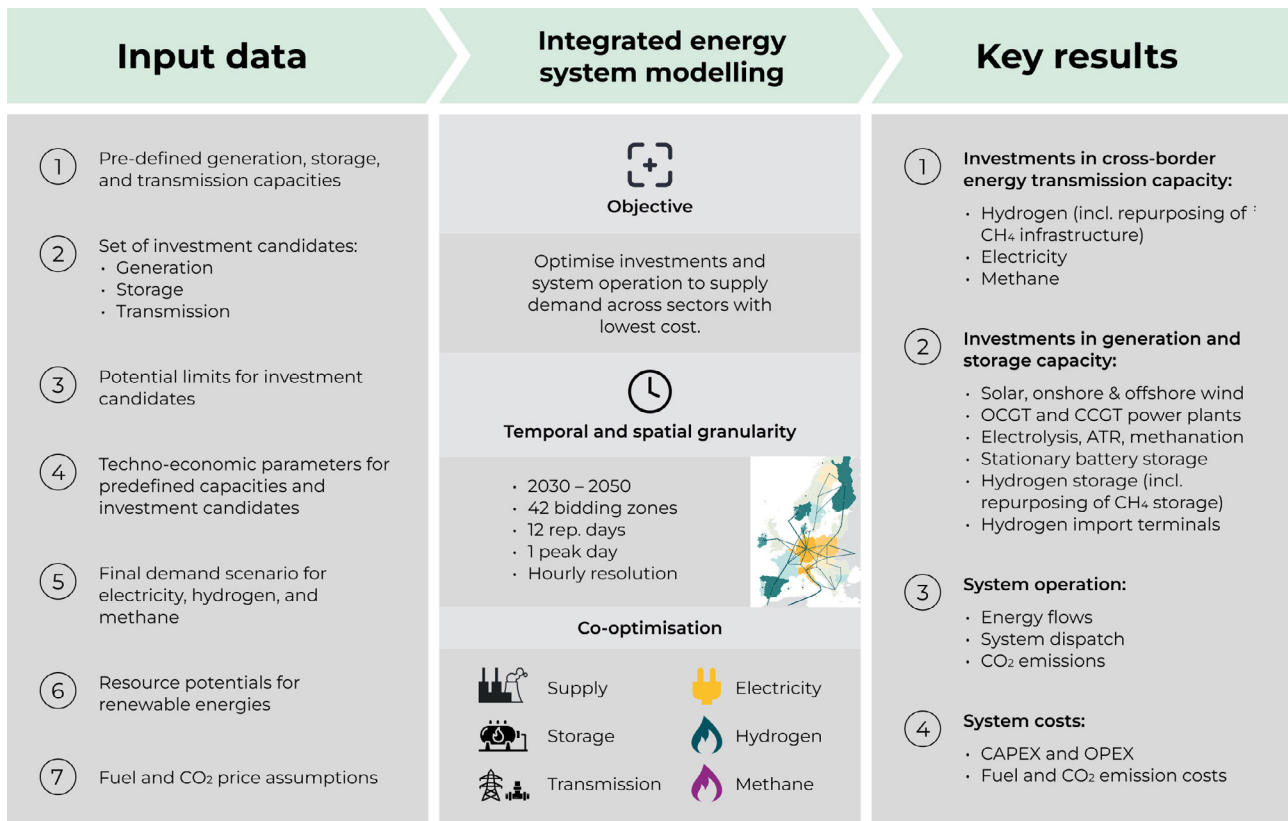 Input data
1
Pre-defined generation, storage,
and transmission capacities
2
Set of investment candidates:
• Generation
• Storage
• Transmission
3
Potential limits for investment
candidates
4
Techno-economic parameters for
predefined capacities and
investment candidates
5
Final demand scenario for
electricity, hydrogen, and
methane
6
Resource potentials for
renewable energies
7
Fuel and CO₂ price assumptions
Integrated energy
system modelling
Objective
Optimise investments and
system operation to supply
demand across sectors with
lowest cost.
Temporal and spatial granularity
• 2030 – 2050
• 42 bidding zones
• 12 rep. days
• 1 peak day
• Hourly resolution
Co-optimisation
Supply
Electricity
Storage
Hydrogen
Transmission
Methane
Key results
1
Investments in cross-border
energy transmission capacity:
• Hydrogen (incl. repurposing of
CH₄ infrastructure)
• Electricity
• Methane
2
Investments in generation and
storage capacity:
• Solar, onshore & offshore wind
• OCGT and CCGT power plants
• Electrolysis, ATR, methanation
• Stationary battery storage
• Hydrogen storage (incl.
repurposing of CH₄ storage)
• Hydrogen import terminals
3
System operation:
• Energy flows
• System dispatch
• CO₂ emissions
4
System costs:
• CAPEX and OPEX
• Fuel and CO₂ emission costs